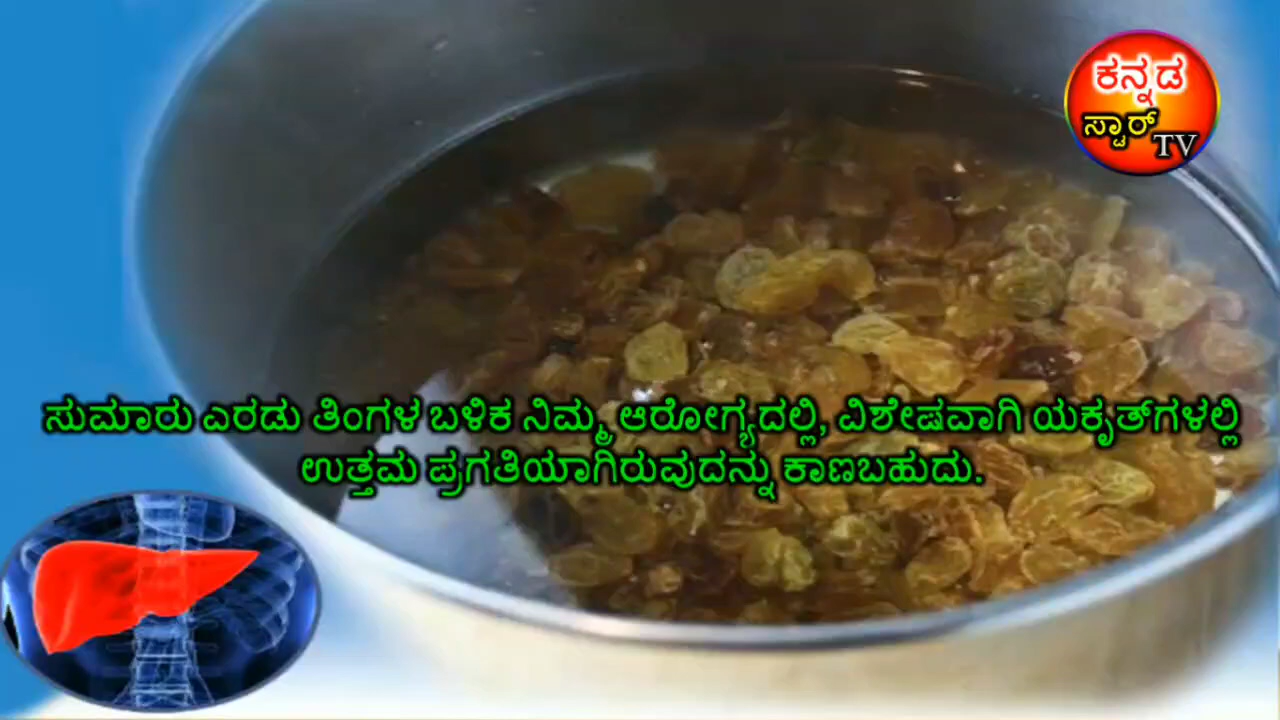 ಕನ್ನಡ
ಸ್ಟಾರ್
TV
ಸುಮಾರು ಎರಡು ತಿಂಗಳ ಬಳಿಕ ನಿಮ್ಮ ಆರೋಗ್ಯದಲ್ಲಿ, ವಿಶೇಷವಾಗಿ ಯಕೃತ್‌ಗಳಲ್ಲಿ
ಉತ್ತಮ ಪ್ರಗತಿಯಾಗಿರುವುದನ್ನು ಕಾಣಬಹುದು.